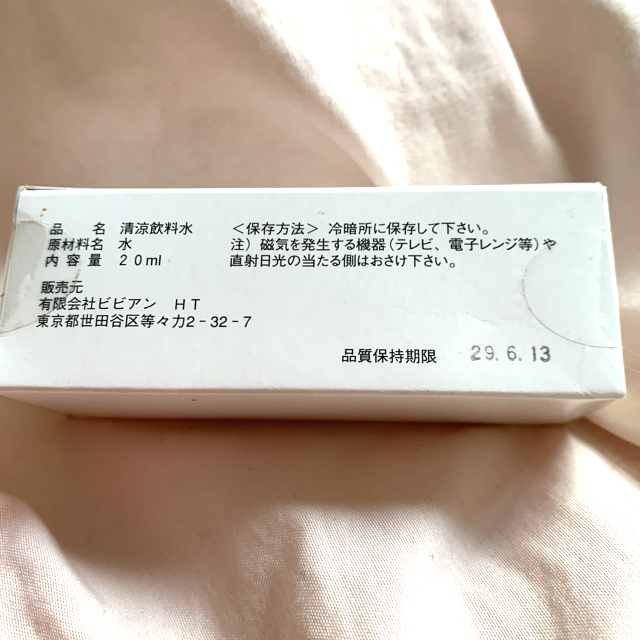 品　　名　清涼飲料水
原材料名　水
内 容 量　２０ml
＜保存方法＞ 冷暗所に保存して下さい。
注）磁気を発生する機器（テレビ、電子レンジ等）や
直射日光の当たる側はおさけ下さい。
販売元
有限会社ビビアン　ＨＴ
東京都世田谷区等々力2－32－7
品質保持期限　29.6.13